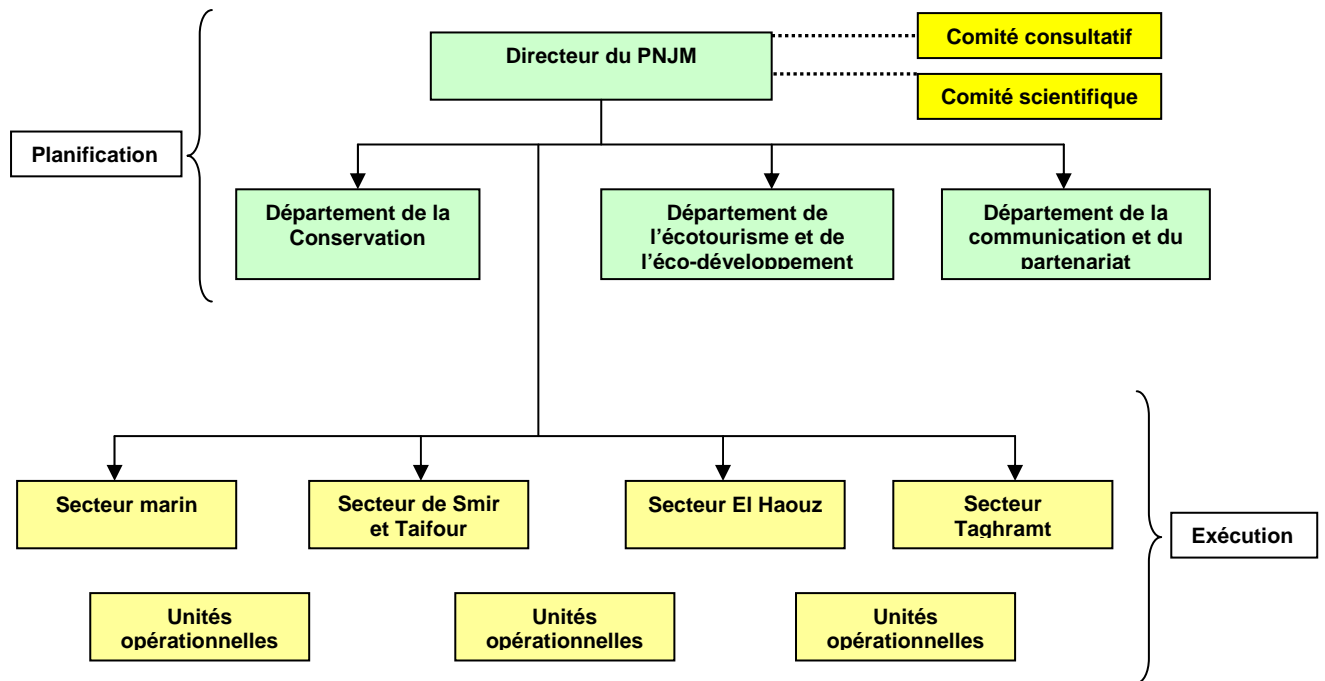 Directeur du PNJM
Comité consultatif
Comité scientifique
Planification
Département de la
Conservation
Département de
l'écotourisme et de
l'éco-développement
Département de la
communication et du
partenariat
Secteur marin
Secteur de Smir
et Taifour
Secteur El Haouz
Secteur
Taghramt
Exécution
Unités
opérationnelles
Unités
opérationnelles
Unités
opérationnelles